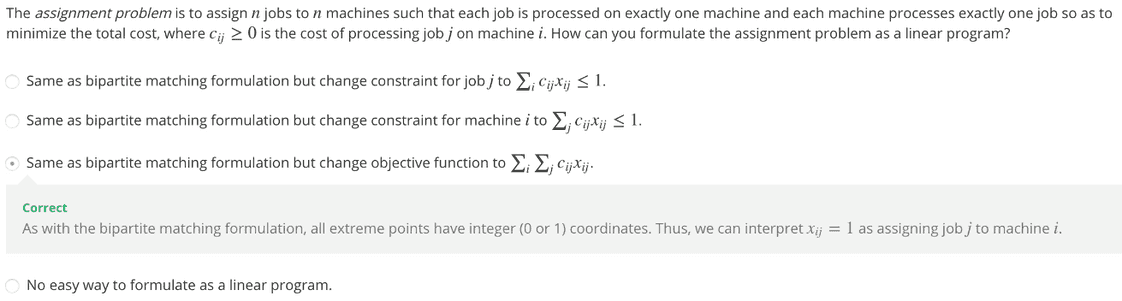 The assignment problem is to assign n jobs to n machines such that each job is processed on exactly one machine and each machine processes exactly one job so as to
minimize the total cost, where c_{ij} ≥ 0 is the cost of processing job j on machine i. How can you formulate the assignment problem as a linear program?
Same as bipartite matching formulation but change constraint for job j to ∑_i c_{ij}x_{ij} ≤ 1.
Same as bipartite matching formulation but change constraint for machine i to ∑_j c_{ij}x_{ij} ≤ 1.
Same as bipartite matching formulation but change objective function to ∑_i ∑_j c_{ij}x_{ij}.
Correct
As with the bipartite matching formulation, all extreme points have integer (0 or 1) coordinates. Thus, we can interpret x_{ij} = 1 as assigning job j to machine i.
No easy way to formulate as a linear program.